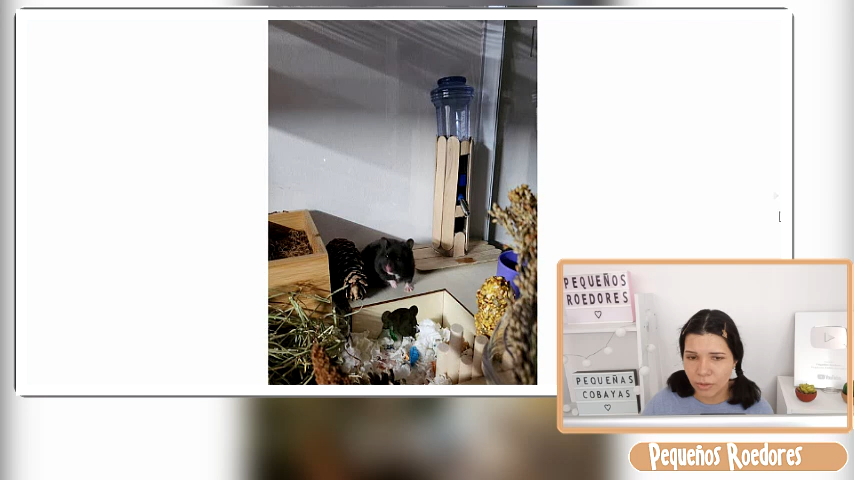 PEQUEÑOS
ROEDORES
PEQUEÑAS
COBAYAS
Pequeños Roedores